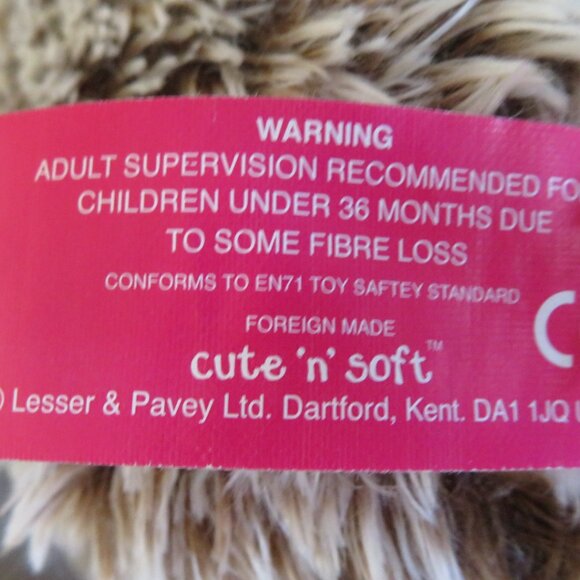 WARNING
ADULT SUPERVISION RECOMMENDED
CHILDREN UNDER 36 MONTHS DUE
TO SOME FIBRE LOSS
CONFORMS TO EN71 TOY SAFTEY STANDARD
FOREIGN MADE
cute 'n' soft™
Lesser & Pavey Ltd. Dartford, Kent. DA1 1JQ